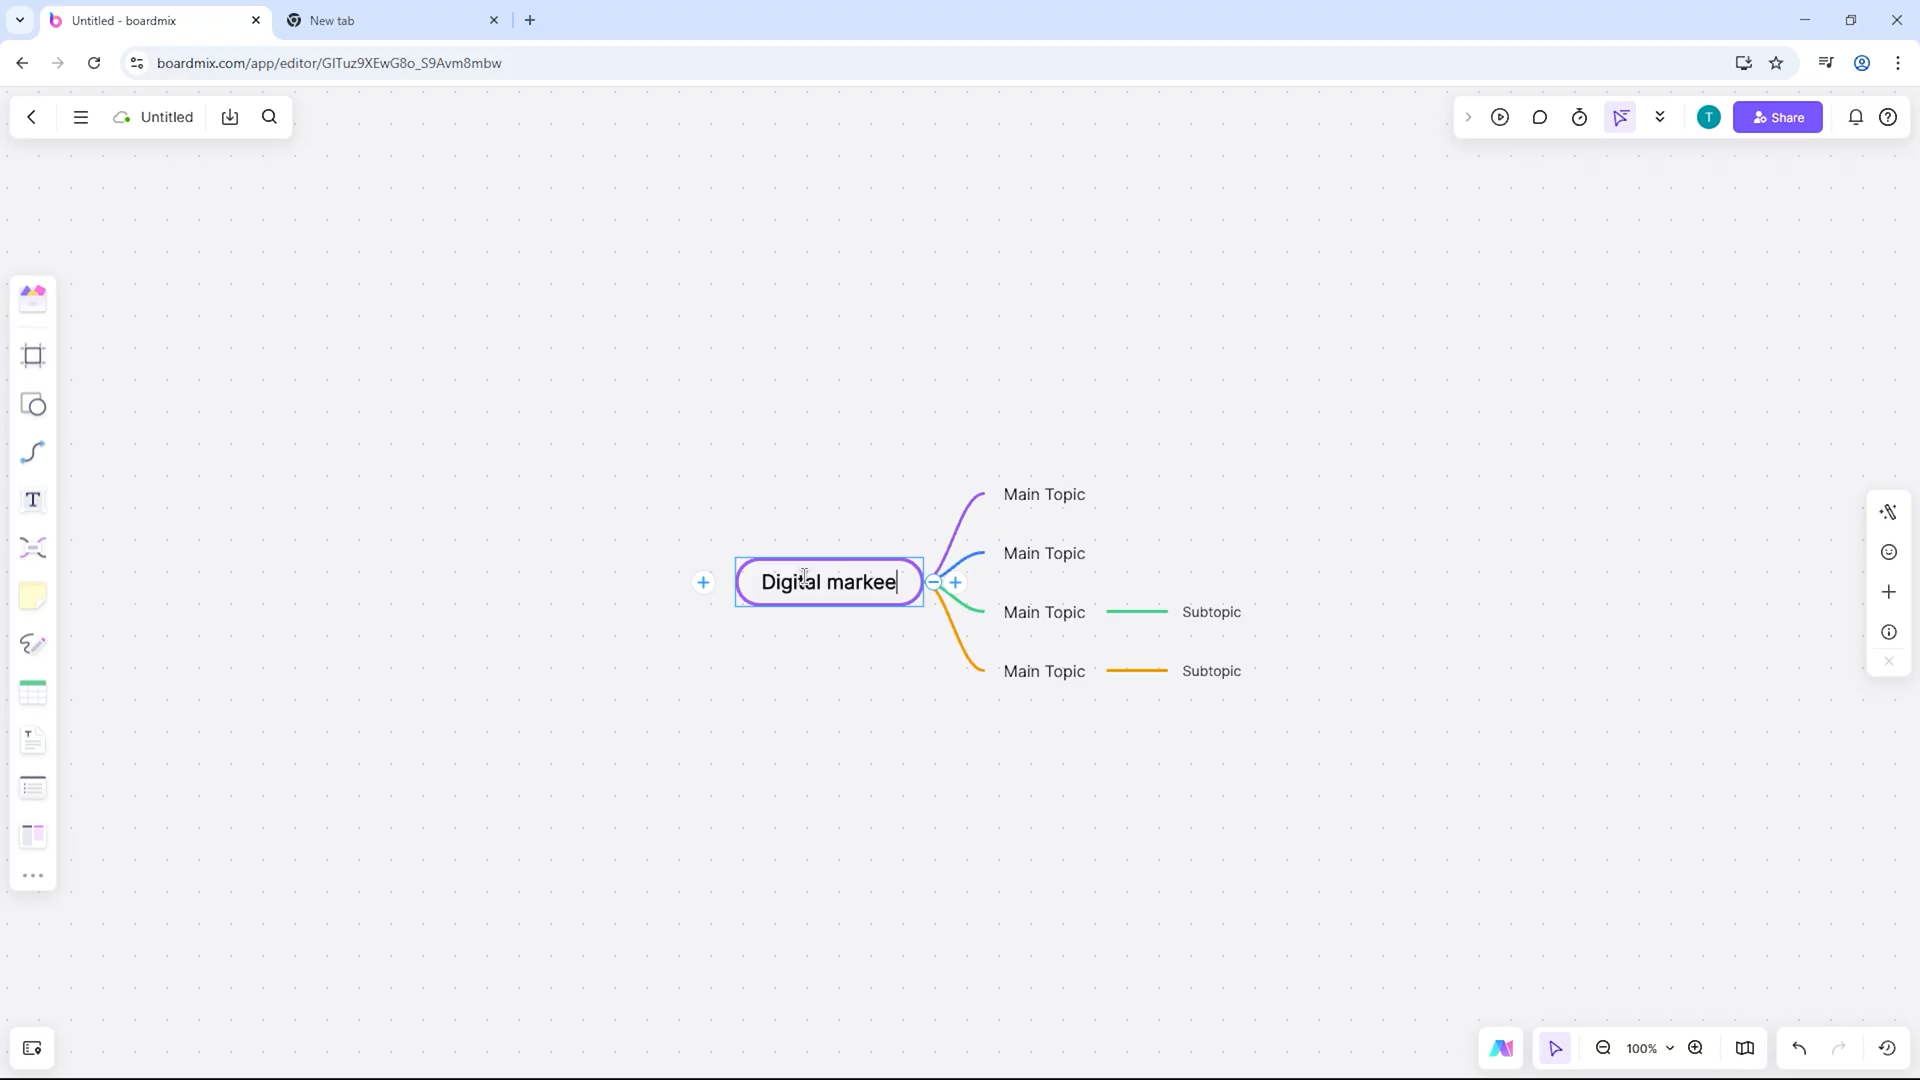 Untitled - boardmix
New tab
boardmix.com/app/editor/GITuz9XEwG8o_S9Avm8mbw
Untitled
T
Share
T
Main Topic
Main Topic
Digital markee
Main Topic
Subtopic
Main Topic
Subtopic
100%